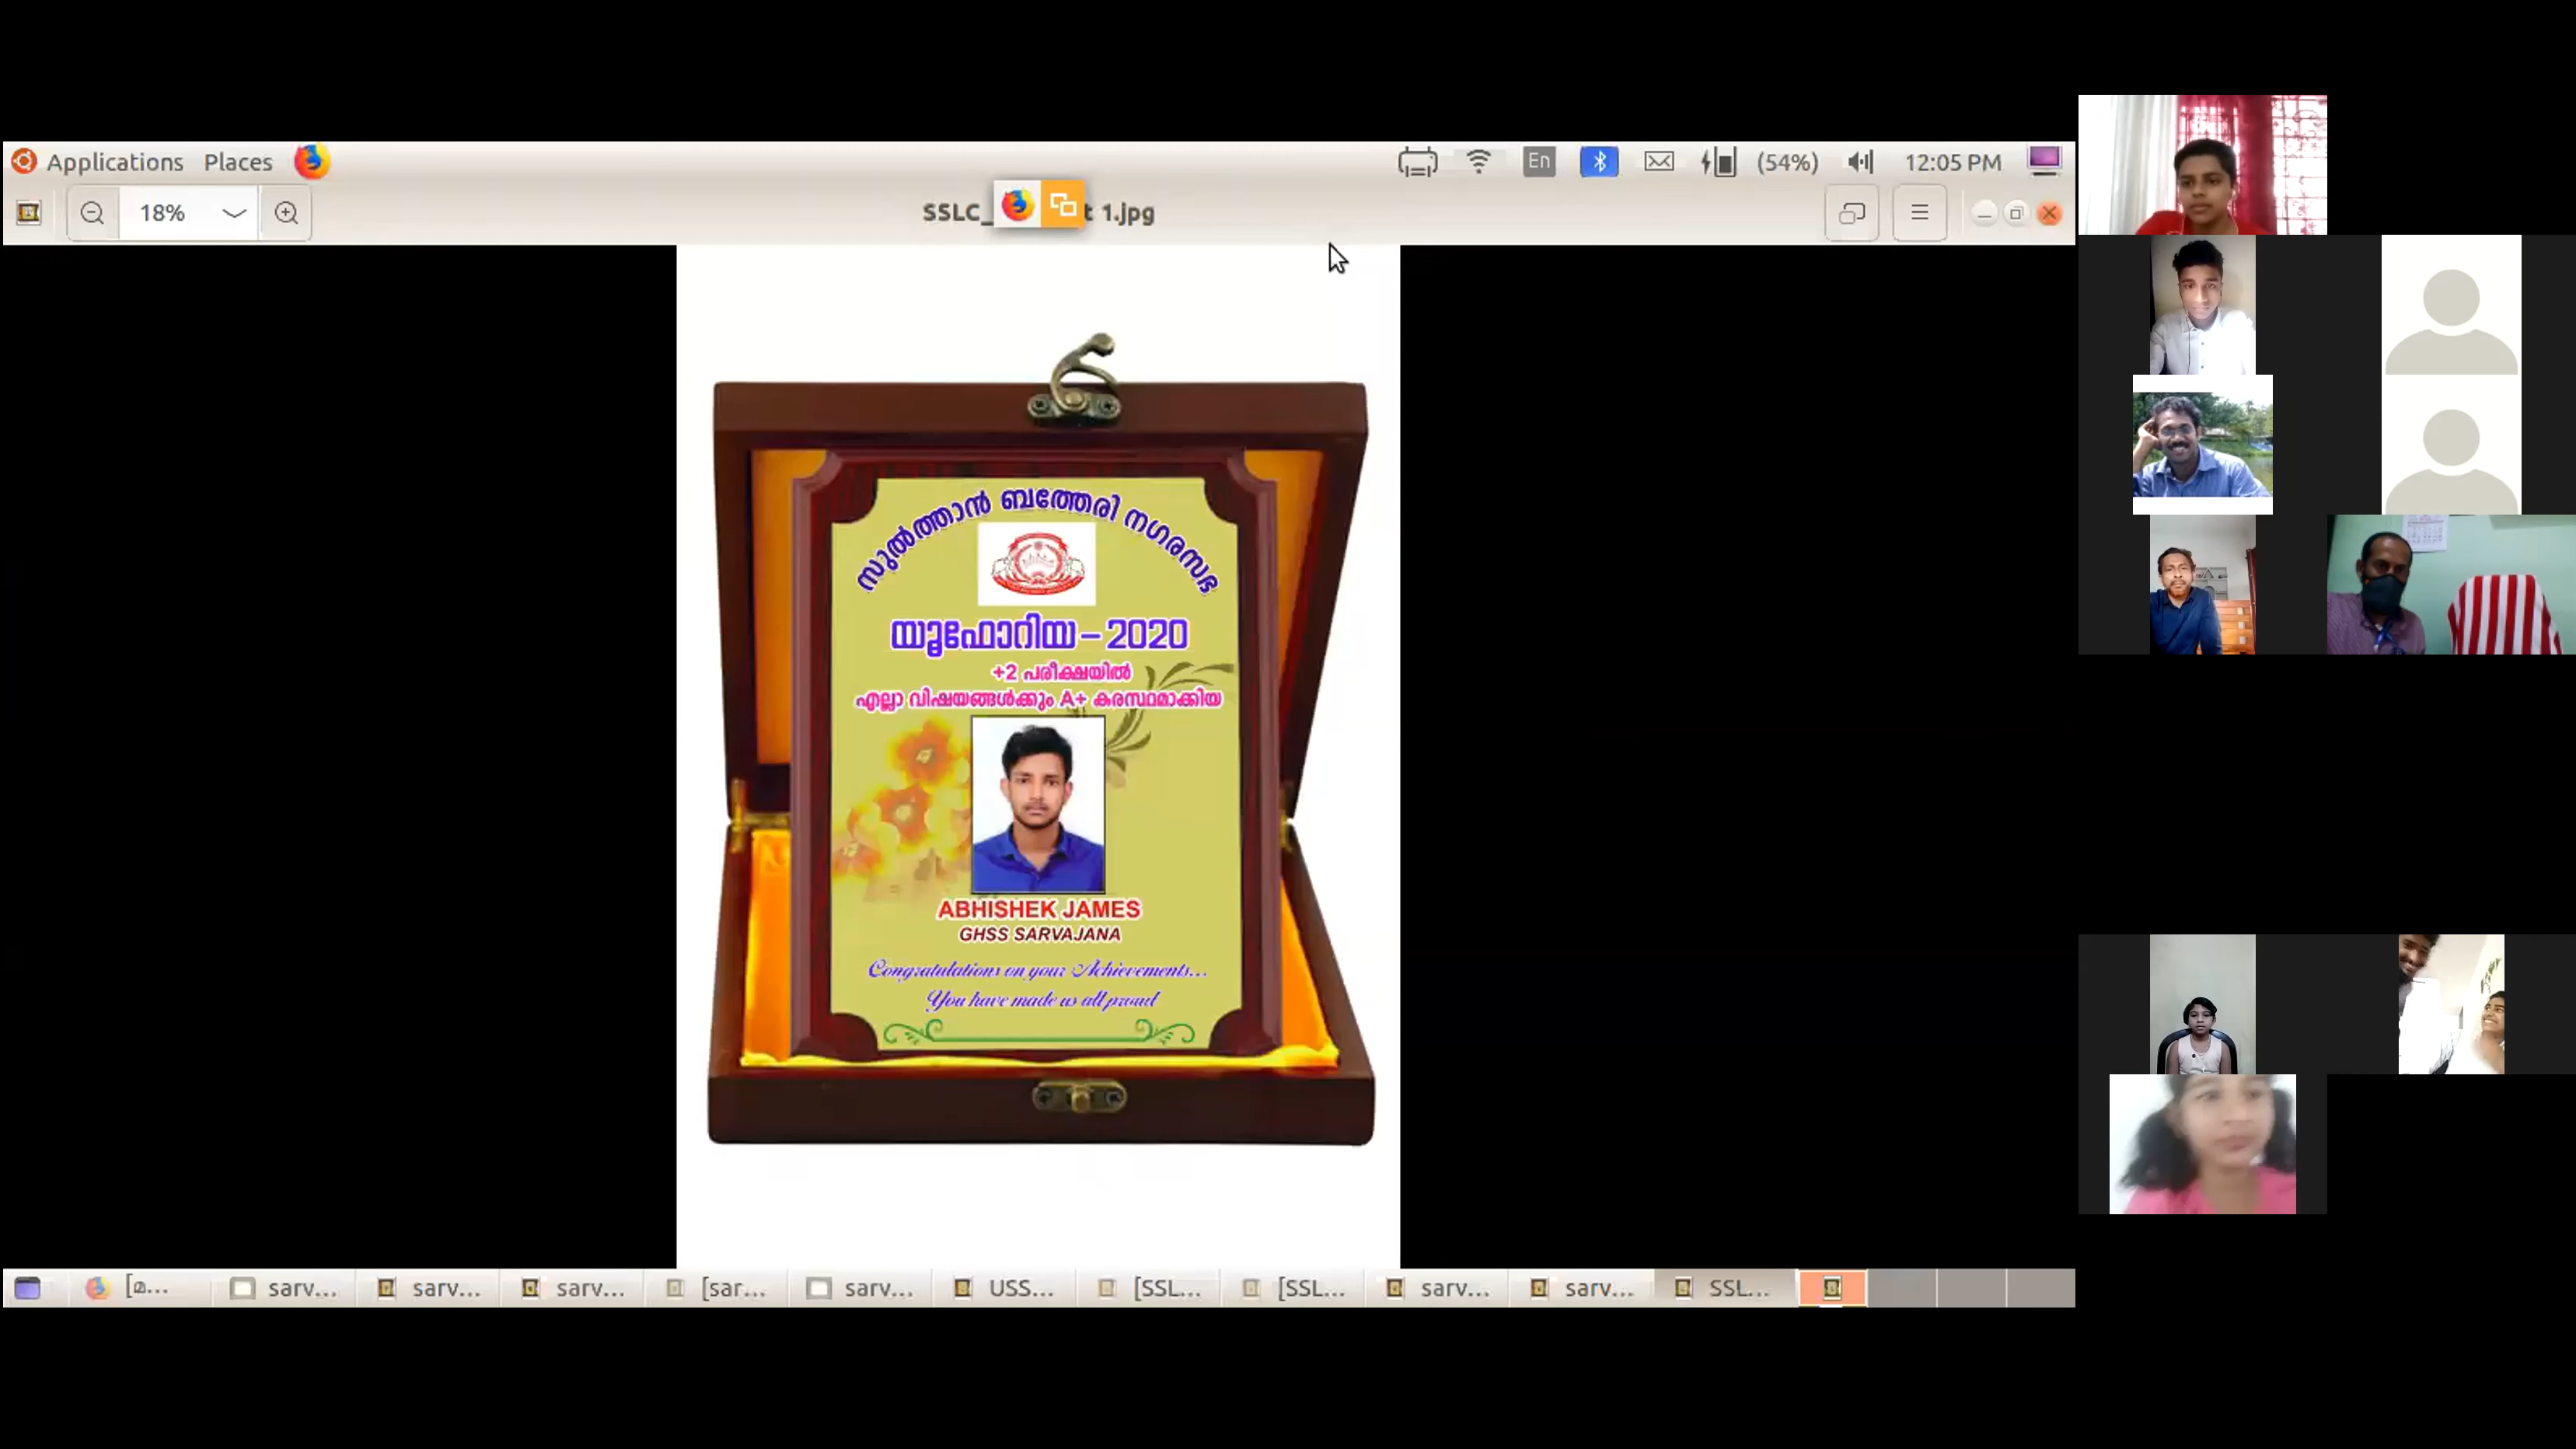 Applications Places
En
(54%)
12:05 PM
18%
SSLC_
t 1.jpg
സുൽത്താൻ ബത്തേരി നഗരസഭ
യൂഫോറിയ-2020
+2 പരീക്ഷയിൽ
എല്ലാ വിഷയങ്ങൾക്കും A+ കരസ്ഥമാക്കിയ
ABHISHEK JAMES
GHSS SARVAJANA
Congratulations on your Achievements...
You have made us all proud
[മ... sarv... sarv... sarv... [sar... sarv... USS... [SSL... [SSL... sarv... sarv... SSL...